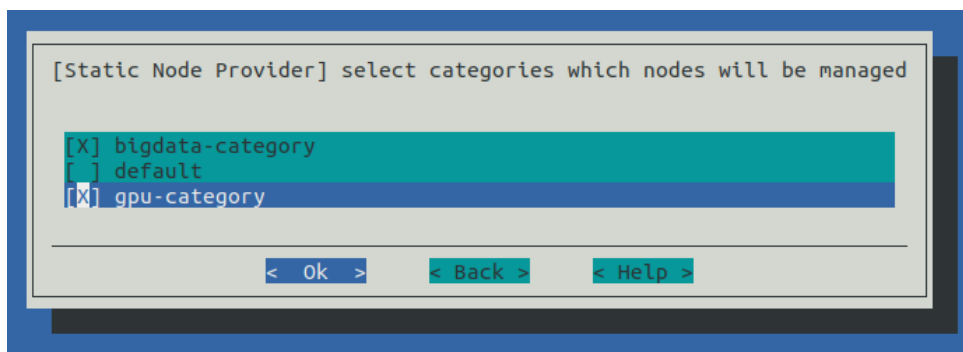 [Static Node Provider] select categories which nodes will be managed
[X] bigdata-category
[ ] default
[X] gpu-category
<  Ok  > < Back > < Help >